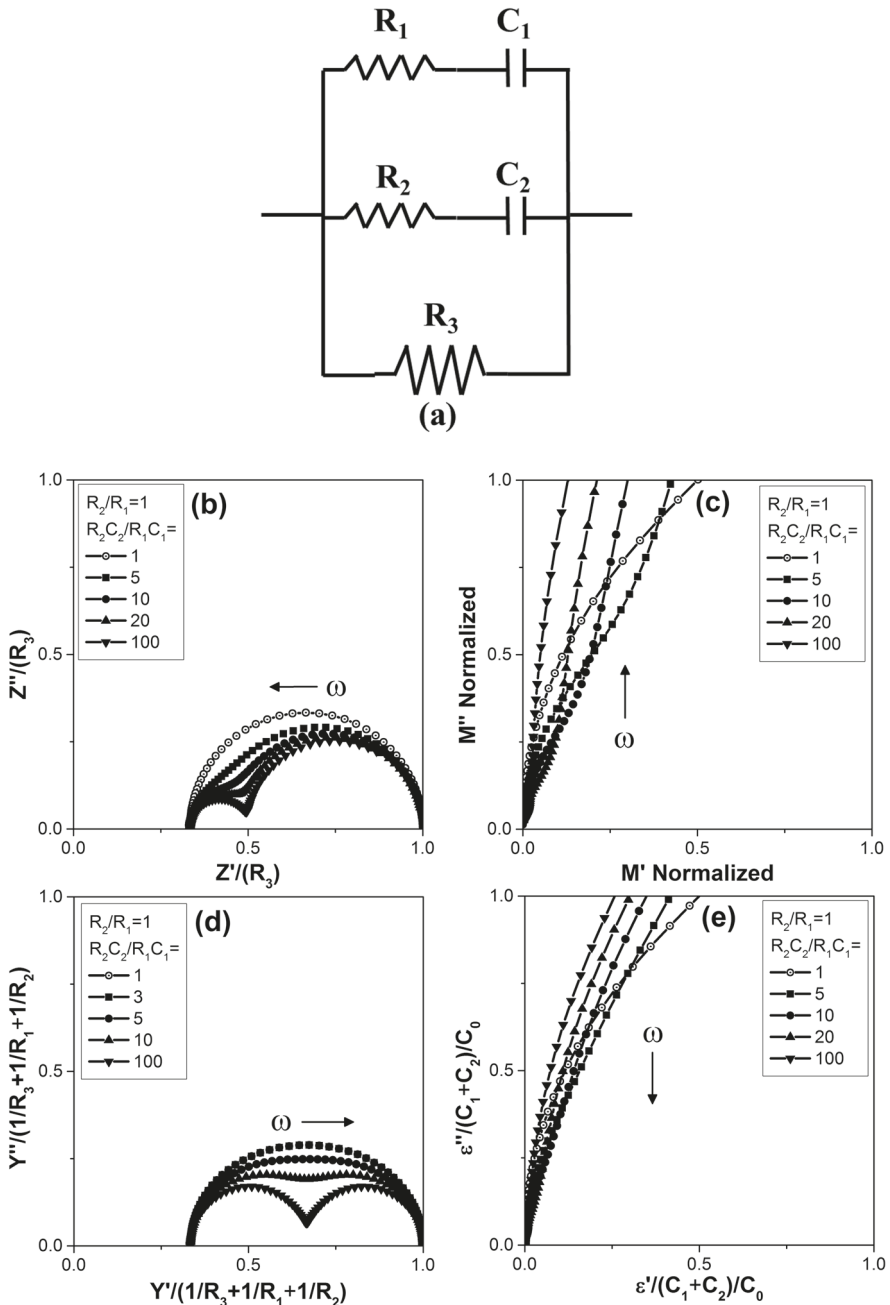 R₁ C₁
R₂ C₂
R₃
(a)
(b)
R₂/R₁=1
R₂C₂/R₁C₁=
1
5
10
20
100
ω
Z''/(R₃)
1.0
0.5
0.0
0.0 0.5 1.0
Z'/(R₃)
(c)
R₂/R₁=1
R₂C₂/R₁C₁=
1
5
10
20
100
ω
M'' Normalized
1.0
0.5
0.0
0.0 0.5 1.0
M' Normalized
(d)
R₂/R₁=1
R₂C₂/R₁C₁=
1
3
5
10
100
ω
Y''/(1/R₃+1/R₁+1/R₂)
1.0
0.5
0.0
0.0 0.5 1.0
Y'/(1/R₃+1/R₁+1/R₂)
(e)
R₂/R₁=1
R₂C₂/R₁C₁=
1
5
10
20
100
ω
ε''/(C₁+C₂)/C₀
1.0
0.5
0.0
0.0 0.5 1.0
ε'/(C₁+C₂)/C₀